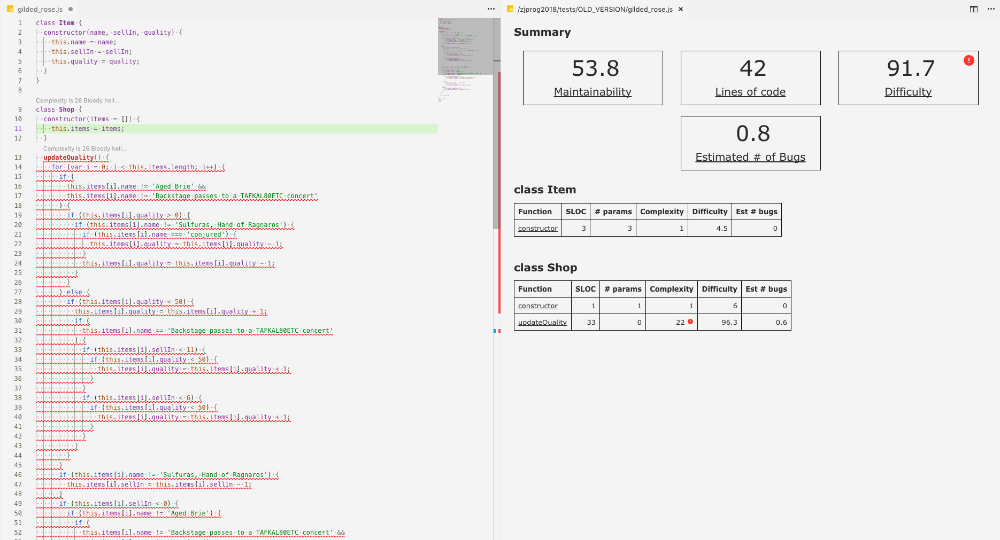 gilded_rose.js
1 class Item {
2 constructor(name, sellIn, quality) {
3 this.name = name;
4 this.sellIn = sellIn;
5 this.quality = quality;
6 }
7 }
8
Complexity is 26 Bloody hell...
9 class Shop {
10 constructor(items = []) {
11 this.items = items;
12 }
Complexity is 26 Bloody hell...
13 updateQuality() {
14 for (var i = 0; i < this.items.length; i++) {
15 if (
16 this.items[i].name != 'Aged Brie' &&
17 this.items[i].name != 'Backstage passes to a TAFKAL80ETC concert'
18 ) {
19 if (this.items[i].quality > 0) {
20 if (this.items[i].name != 'Sulfuras, Hand of Ragnaros') {
21 if (this.items[i].name === 'conjured') {
22 this.items[i].quality = this.items[i].quality - 1;
23 }
24 this.items[i].quality = this.items[i].quality - 1;
25 }
26 }
27 } else {
28 if (this.items[i].quality < 50) {
29 this.items[i].quality = this.items[i].quality + 1;
30 if (
31 this.items[i].name == 'Backstage passes to a TAFKAL80ETC concert'
32 ) {
33 if (this.items[i].sellIn < 11) {
34 if (this.items[i].quality < 50) {
35 this.items[i].quality = this.items[i].quality + 1;
36 }
37 }
38 if (this.items[i].sellIn < 6) {
39 if (this.items[i].quality < 50) {
40 this.items[i].quality = this.items[i].quality + 1;
41 }
42 }
43 }
44 }
45 }
46 if (this.items[i].name != 'Sulfuras, Hand of Ragnaros') {
47 this.items[i].sellIn = this.items[i].sellIn - 1;
48 }
49 if (this.items[i].sellIn < 0) {
50 if (this.items[i].name != 'Aged Brie') {
51 if (
52 this.items[i].name != 'Backstage passes to a TAFKAL80ETC concert' &&
/zjprog2018/tests/OLD_VERSION/gilded_rose.js
Summary
53.8
Maintainability
42
Lines of code
91.7
Difficulty
0.8
Estimated # of Bugs
class Item
Function SLOC # params Complexity Difficulty Est # bugs
constructor 3 3 1 4.5 0
class Shop
Function SLOC # params Complexity Difficulty Est # bugs
constructor 1 1 1 6 0
updateQuality 33 0 22 96.3 0.6